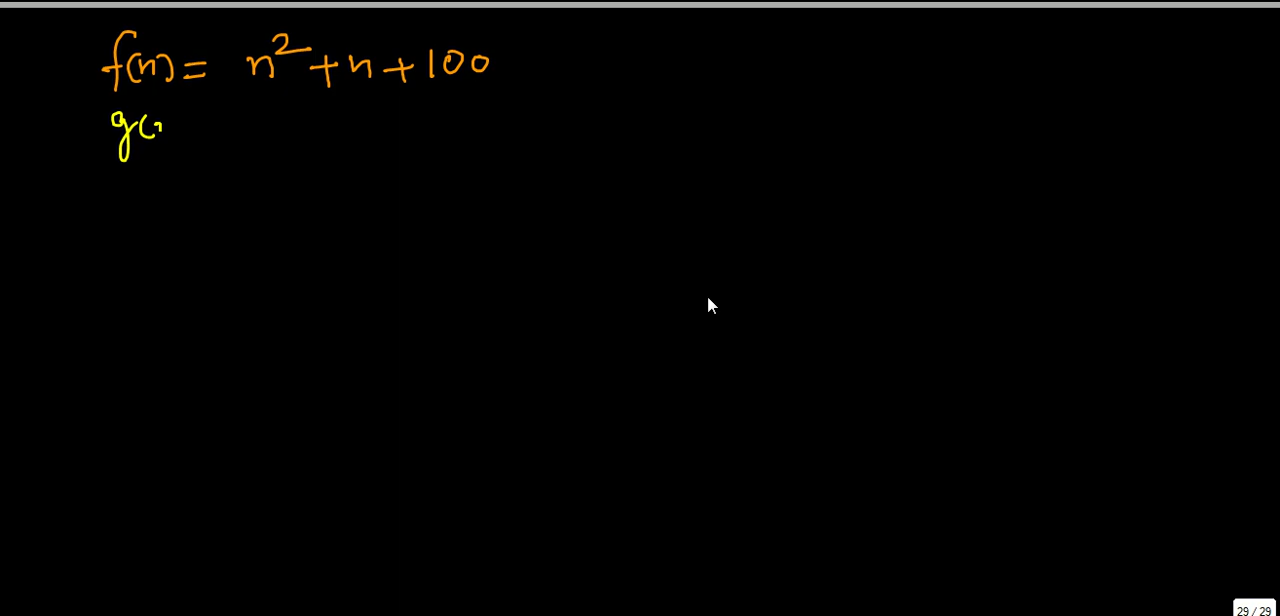 f(n) = n² + n + 100
g(
29 / 29